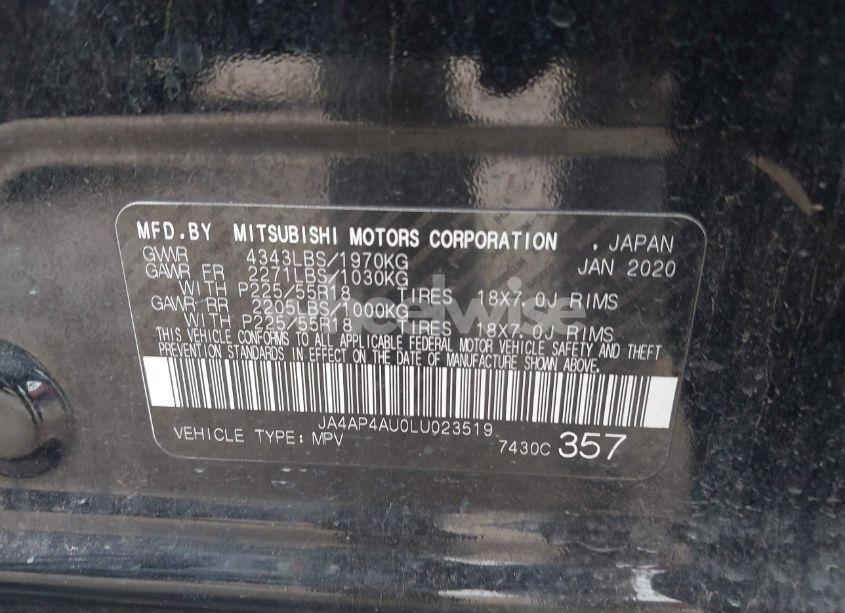 MFD.BY MITSUBISHI MOTORS CORPORATION , JAPAN
GVWR 4343LBS/1970KG JAN 2020
GAWR FR 2271LBS/1030KG
WITH P225/55R18 TIRES 18X7.0J RIMS
GAWR RR 2205LBS/1000KG
WITH P225/55R18 TIRES 18X7.0J RIMS
THIS VEHICLE CONFORMS TO ALL APPLICABLE FEDERAL MOTOR VEHICLE SAFETY AND THEFT
PREVENTION STANDARDS IN EFFECT ON THE DATE OF MANUFACTURE SHOWN ABOVE.
JA4AP4AU0LU023519
VEHICLE TYPE: MPV 7430C 357